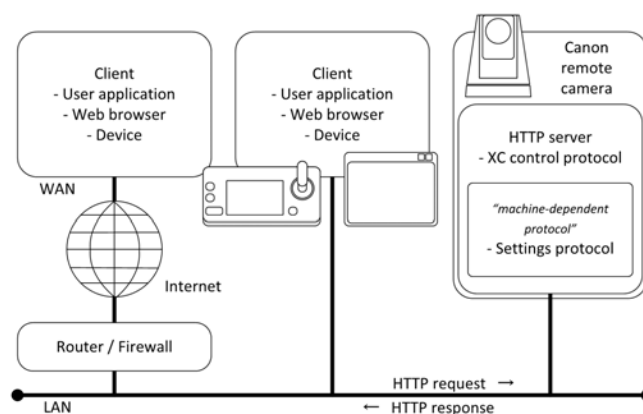 Client
- User application
- Web browser
- Device
Client
- User application
- Web browser
- Device
Canon
remote
camera
HTTP server
- XC control protocol
"machine-dependent
protocol"
- Settings protocol
WAN
Internet
Router / Firewall
LAN
HTTP request →
← HTTP response